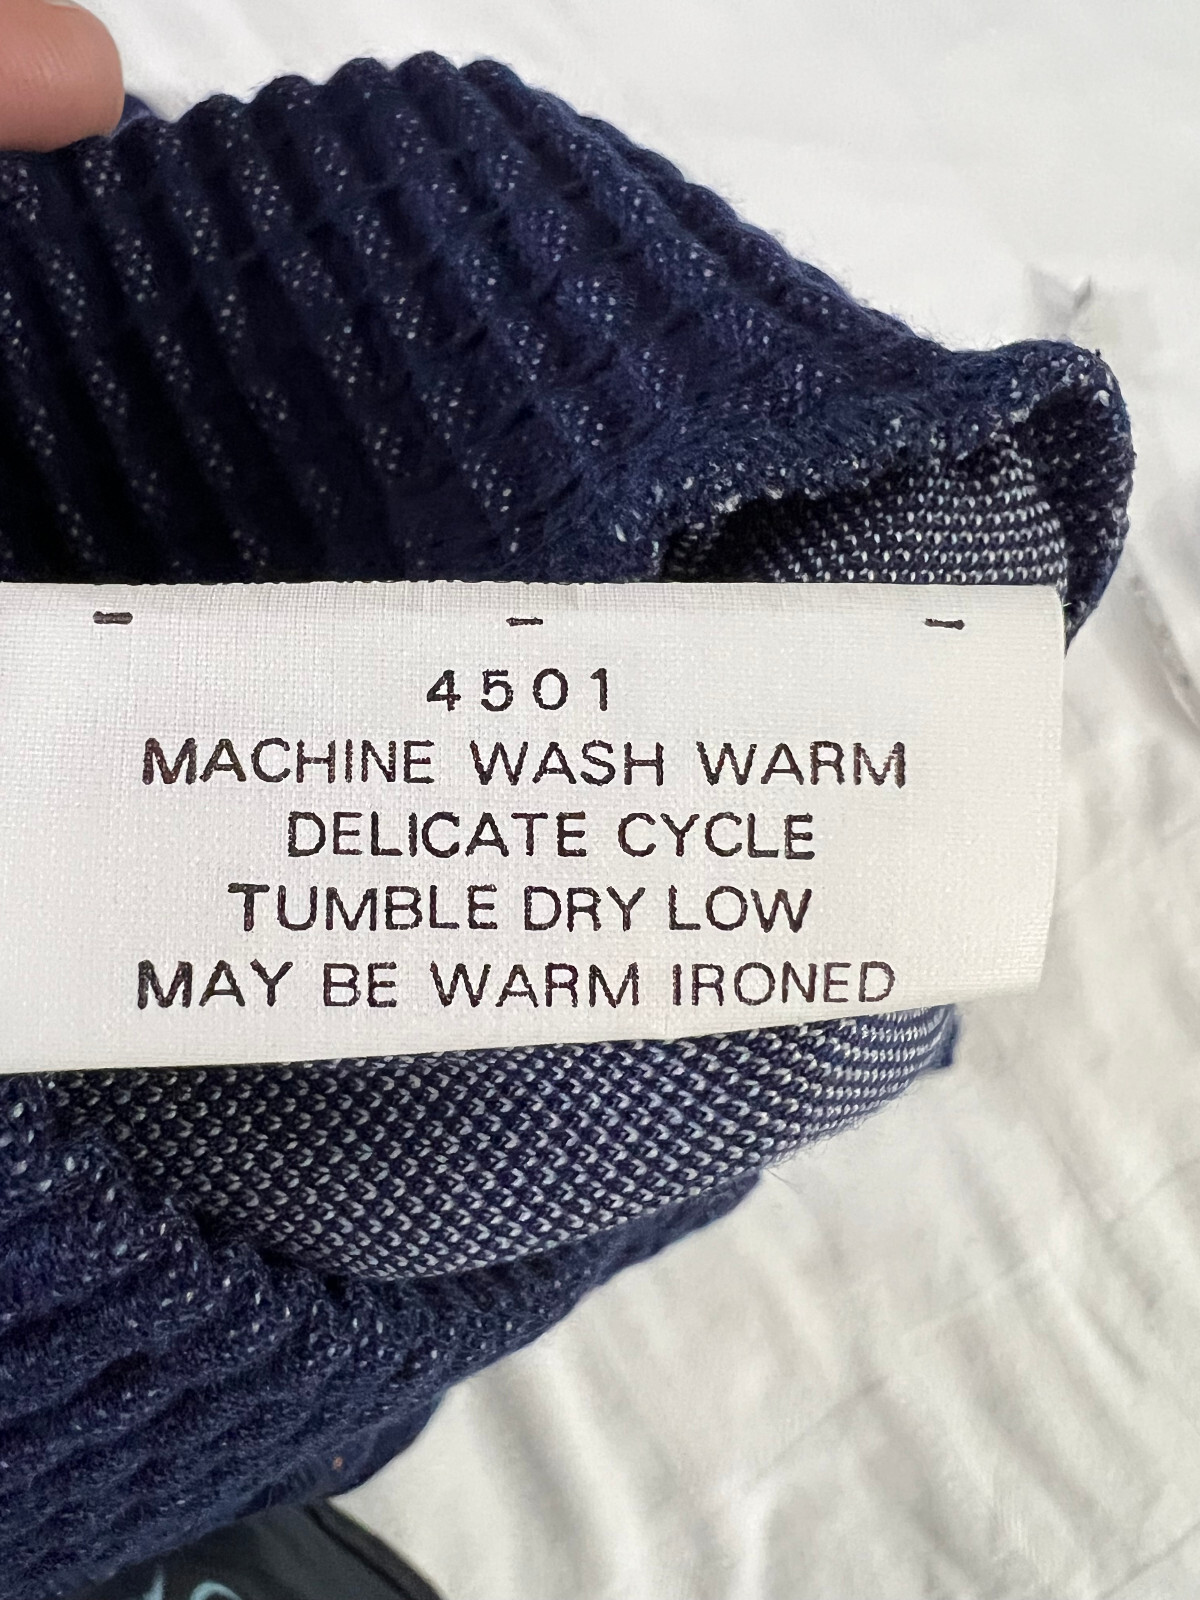 4501
MACHINE WASH WARM
DELICATE CYCLE
TUMBLE DRY LOW
MAY BE WARM IRONED